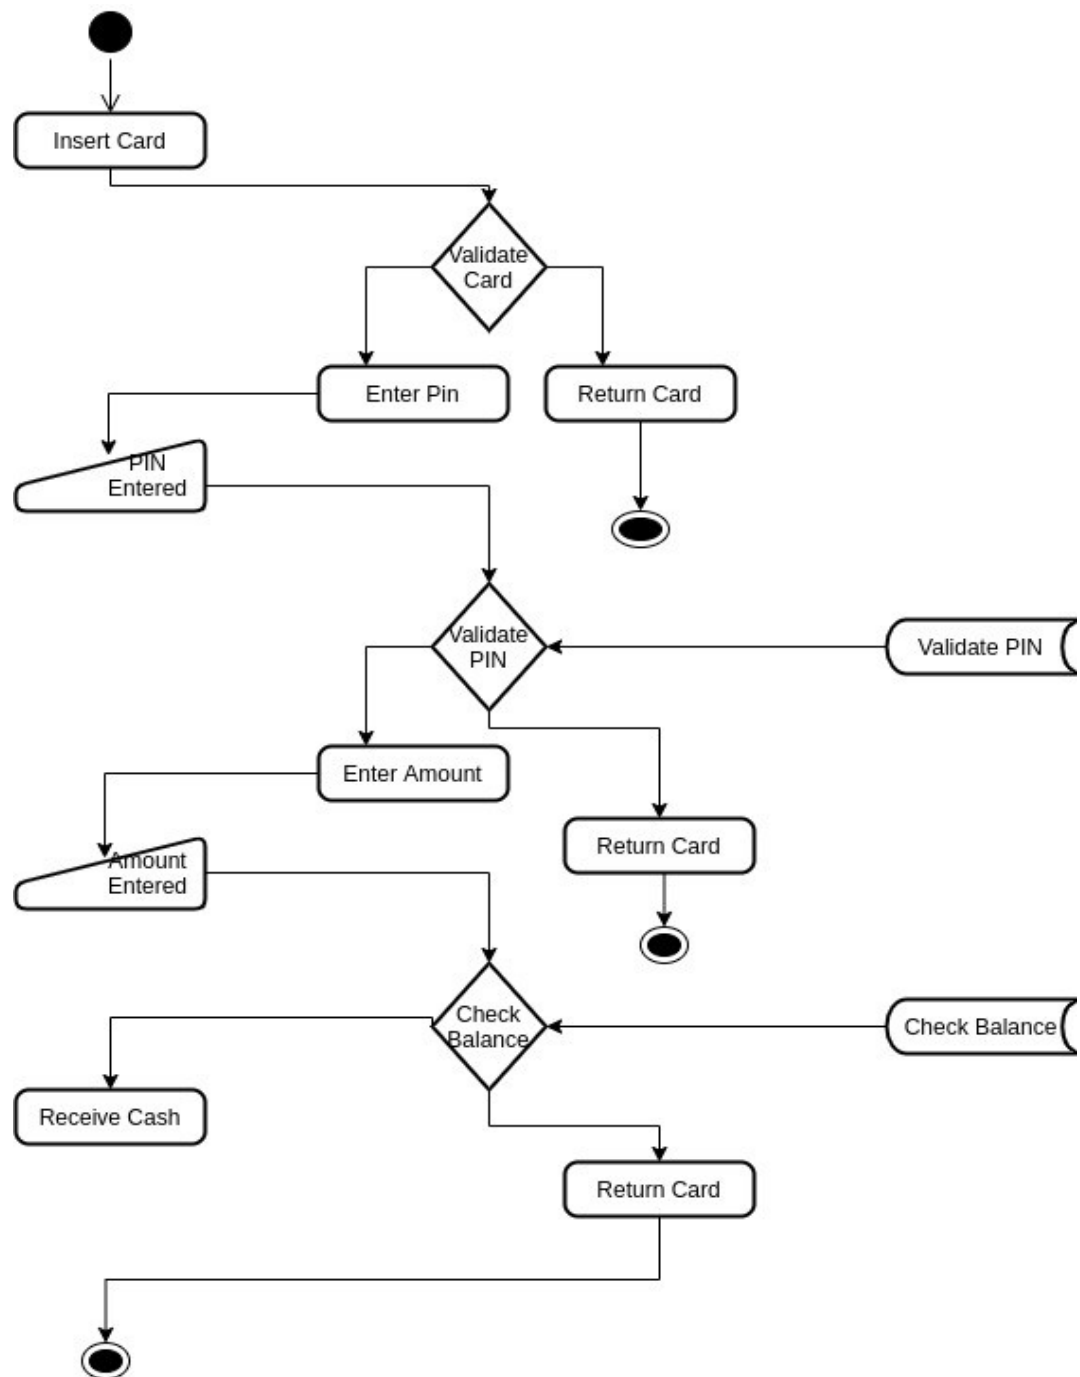 Insert Card
Validate
Card
Enter Pin
Return Card
PIN
Entered
Validate
PIN
Validate PIN
Enter Amount
Return Card
Amount
Entered
Check
Balance
Check Balance
Receive Cash
Return Card